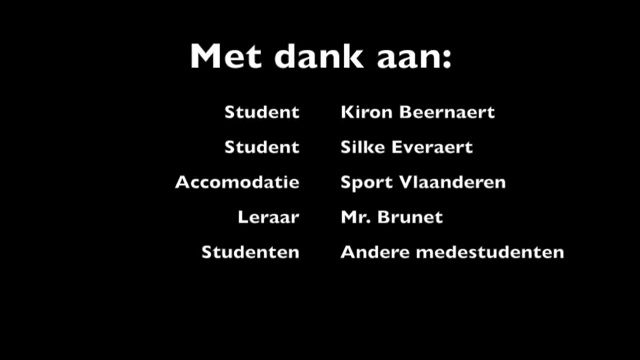 Met dank aan:
Student Kiron Beernaert
Student Silke Everaert
Accomodatie Sport Vlaanderen
Leraar Mr. Brunet
Studenten Andere medestudenten